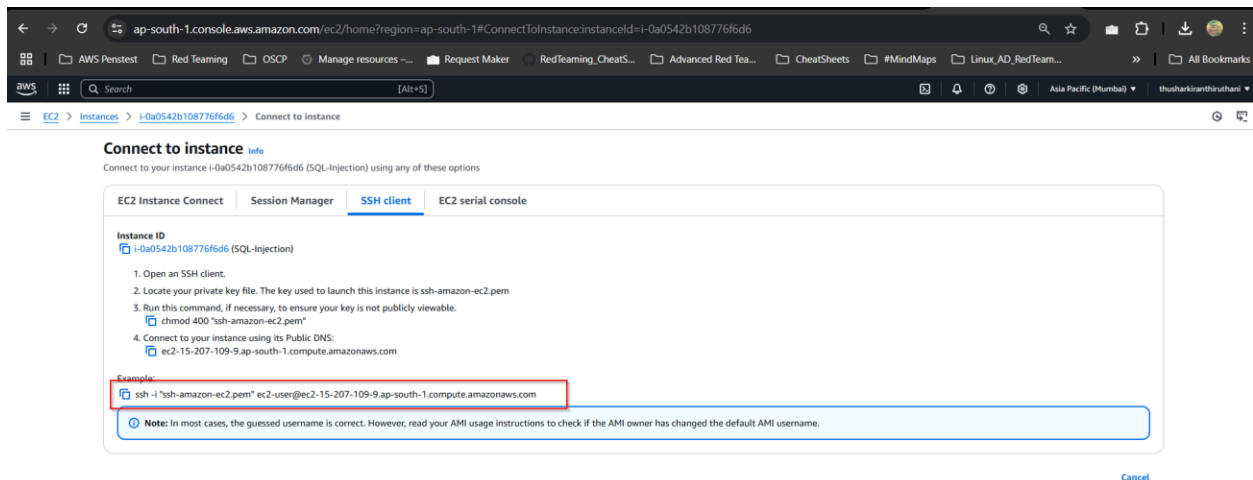 ap-south-1.console.aws.amazon.com/ec2/home?region=ap-south-1#ConnectToInstance:instanceId=i-0a0542b108776f6d6
AWS Penstest Red Teaming OSCP Manage resources –... Request Maker RedTeaming_CheatS... Advanced Red Tea... CheatSheets #MindMaps Linux_AD_RedTeam... » All Bookmarks
aws Search [Alt+S] Asia Pacific (Mumbai) ▼ thusharkiranthiruthani ▼
EC2 > Instances > i-0a0542b108776f6d6 > Connect to instance
Connect to instance Info
Connect to your instance i-0a0542b108776f6d6 (SQL-Injection) using any of these options
EC2 Instance Connect Session Manager SSH client EC2 serial console
Instance ID
i-0a0542b108776f6d6 (SQL-Injection)
1. Open an SSH client.
2. Locate your private key file. The key used to launch this instance is ssh-amazon-ec2.pem
3. Run this command, if necessary, to ensure your key is not publicly viewable.
chmod 400 "ssh-amazon-ec2.pem"
4. Connect to your instance using its Public DNS:
ec2-15-207-109-9.ap-south-1.compute.amazonaws.com
Example:
ssh -i "ssh-amazon-ec2.pem" ec2-user@ec2-15-207-109-9.ap-south-1.compute.amazonaws.com
Note: In most cases, the guessed username is correct. However, read your AMI usage instructions to check if the AMI owner has changed the default AMI username.
Cancel